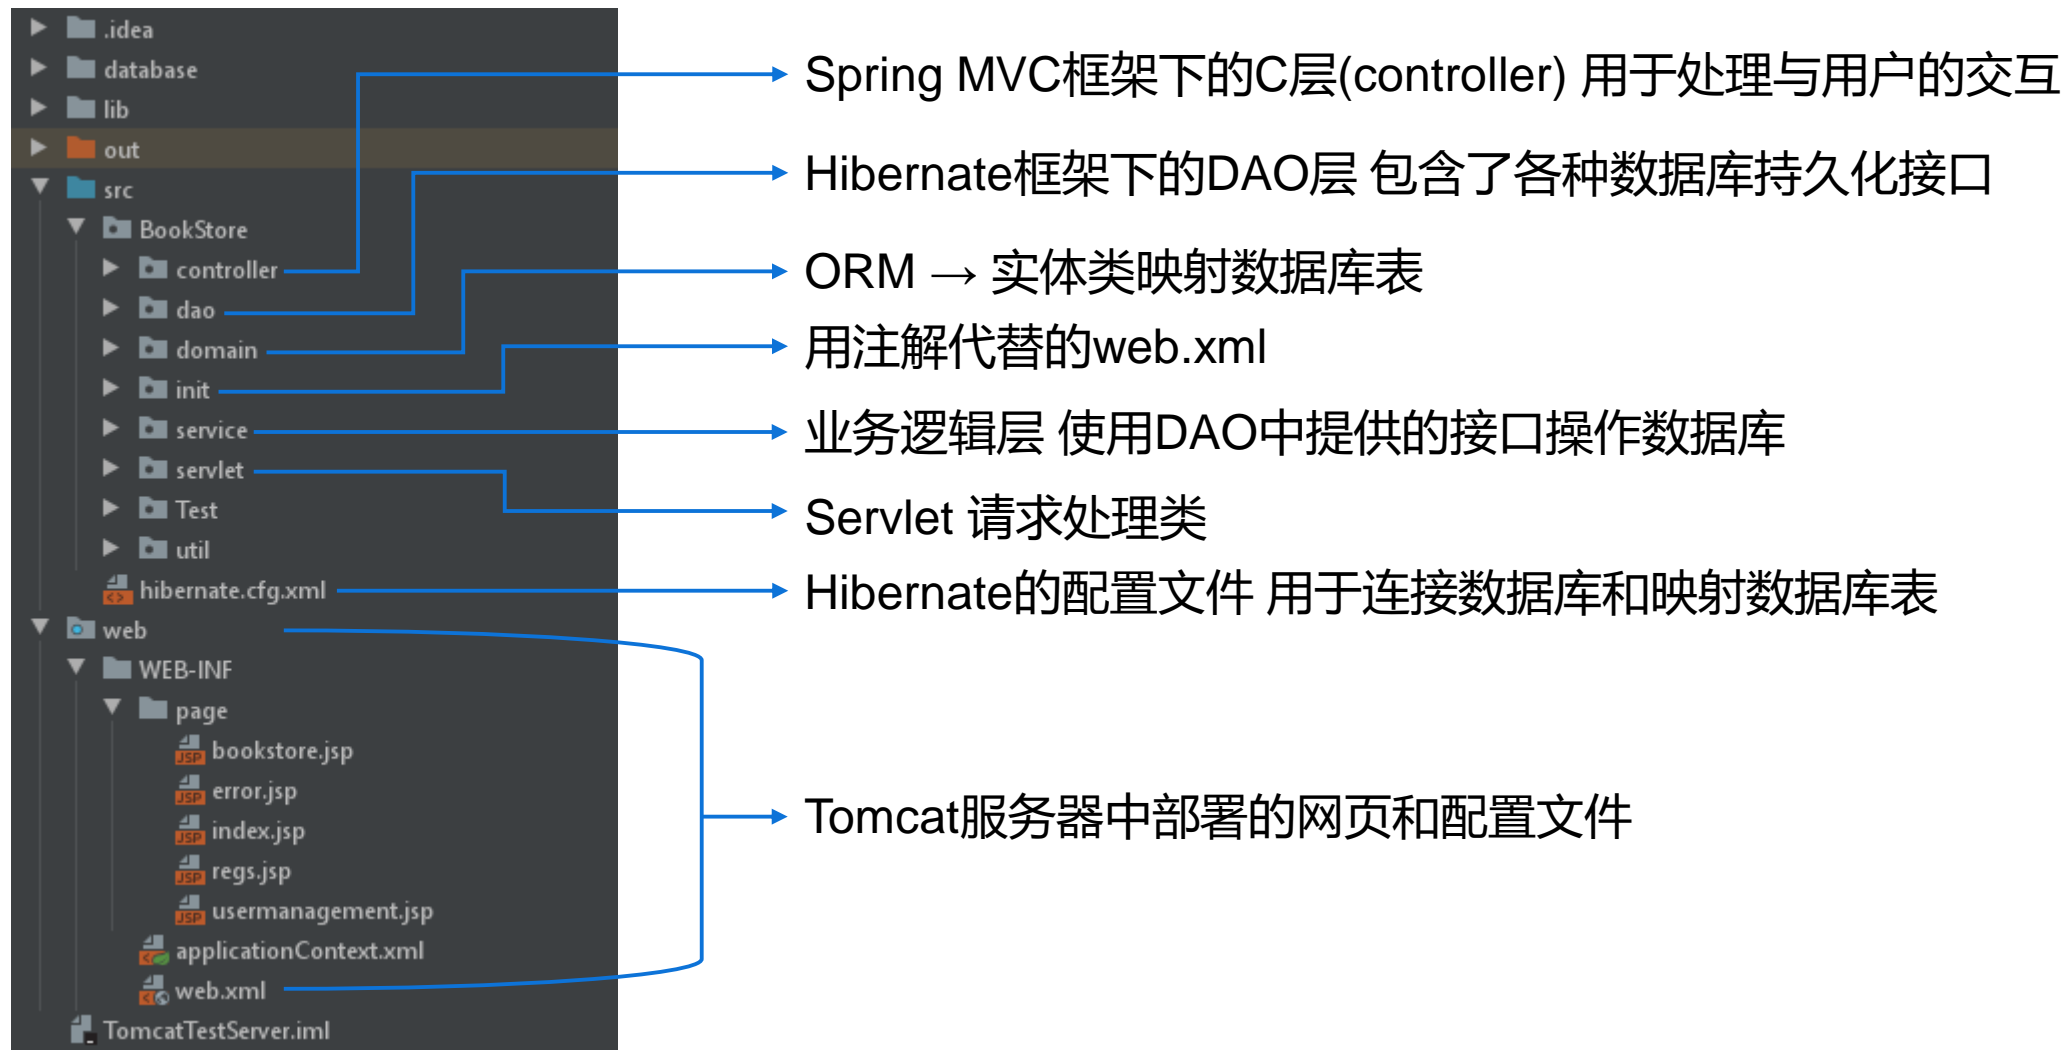 .idea
database
lib
out
src
BookStore
controller
dao
domain
init
service
servlet
Test
util
hibernate.cfg.xml
web
WEB-INF
page
bookstore.jsp
error.jsp
index.jsp
regs.jsp
usermanagement.jsp
applicationContext.xml
web.xml
TomcatTestServer.iml
Spring MVC框架下的C层(controller) 用于处理与用户的交互
Hibernate框架下的DAO层 包含了各种数据库持久化接口
ORM → 实体类映射数据库表
用注解代替的web.xml
业务逻辑层 使用DAO中提供的接口操作数据库
Servlet 请求处理类
Hibernate的配置文件 用于连接数据库和映射数据库表
Tomcat服务器中部署的网页和配置文件